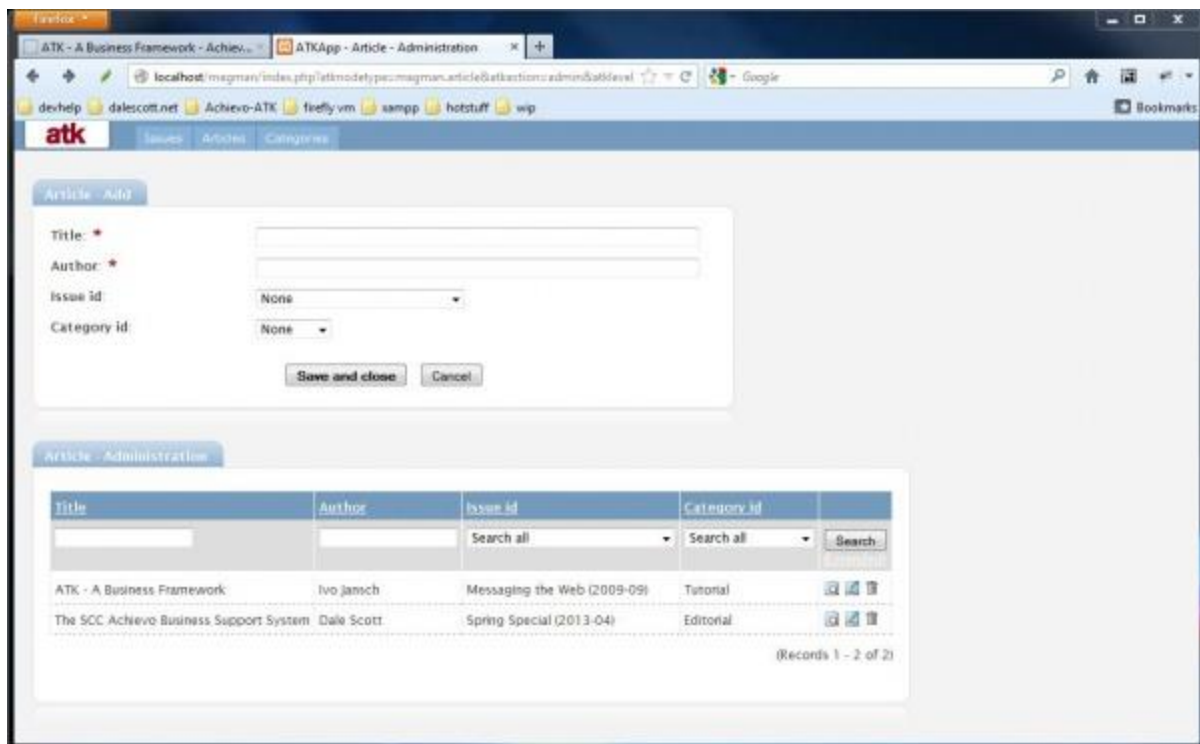 Firefox
ATK - A Business Framework - Achiev...
ATKApp - Article - Administration
localhost/magman/index.php?atknodetype=magman.article&atkaction=admin&atklevel
Google
devhelp dalescott.net Achievo-ATK firefly vm xampp hotstuff wip Bookmarks
atk Issues Articles Categories
Article - Add
Title: *
Author: *
Issue id: None
Category id: None
Save and close Cancel
Article - Administration
Title Author Issue id Category id
Search all Search all Search
ATK - A Business Framework Ivo Jansch Messaging the Web (2009-09) Tutorial
The SCC Achievo Business Support System Dale Scott Spring Special (2013-04) Editorial
(Records 1 - 2 of 2)